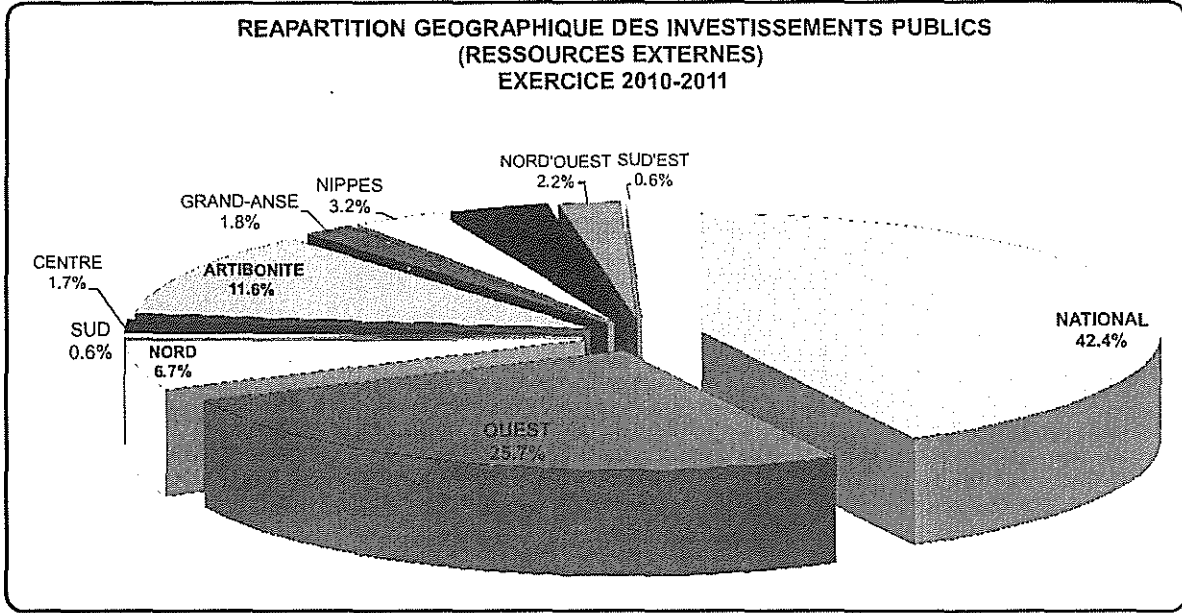 REAPARTITION GEOGRAPHIQUE DES INVESTISSEMENTS PUBLICS
(RESSOURCES EXTERNES)
EXERCICE 2010-2011
NORD'OUEST
2.2%
SUD'EST
0.6%
NIPPES
3.2%
GRAND-ANSE
1.8%
CENTRE
1.7%
ARTIBONITE
11.6%
SUD
0.6%
NORD
6.7%
NATIONAL
42.4%
OUEST
25.7%